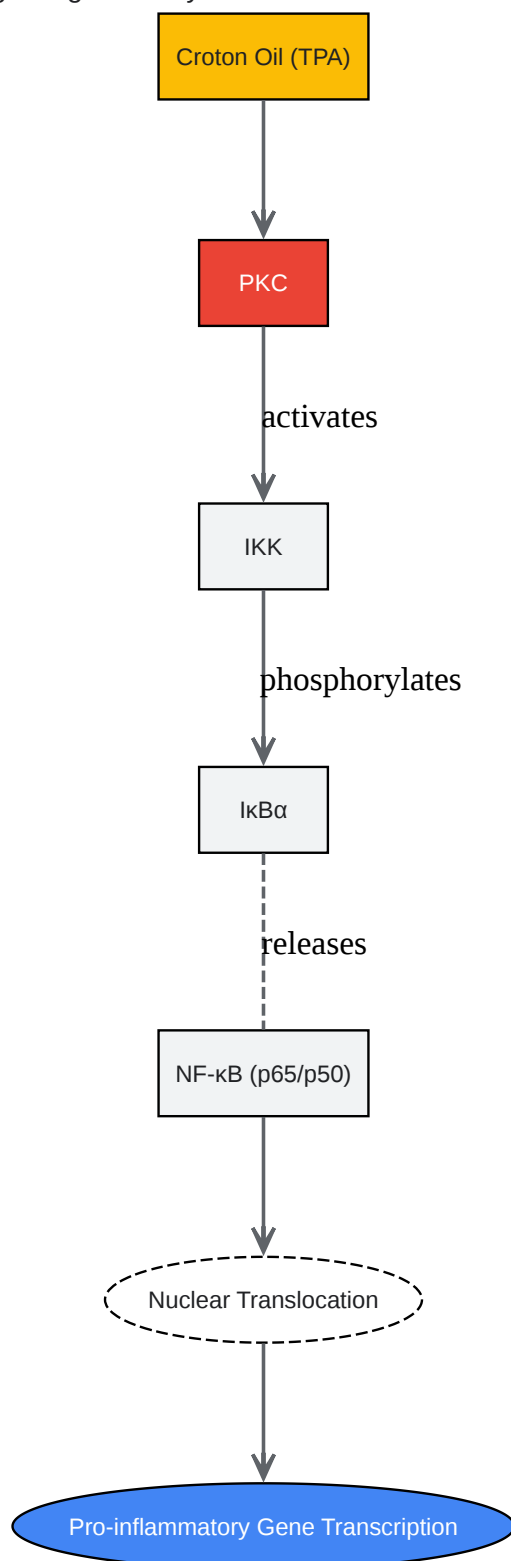 Croton Oil (TPA)
PKC
activates
IKK
phosphorylates
IκBα
releases
NF-κB (p65/p50)
Nuclear Translocation
Pro-inflammatory Gene Transcription